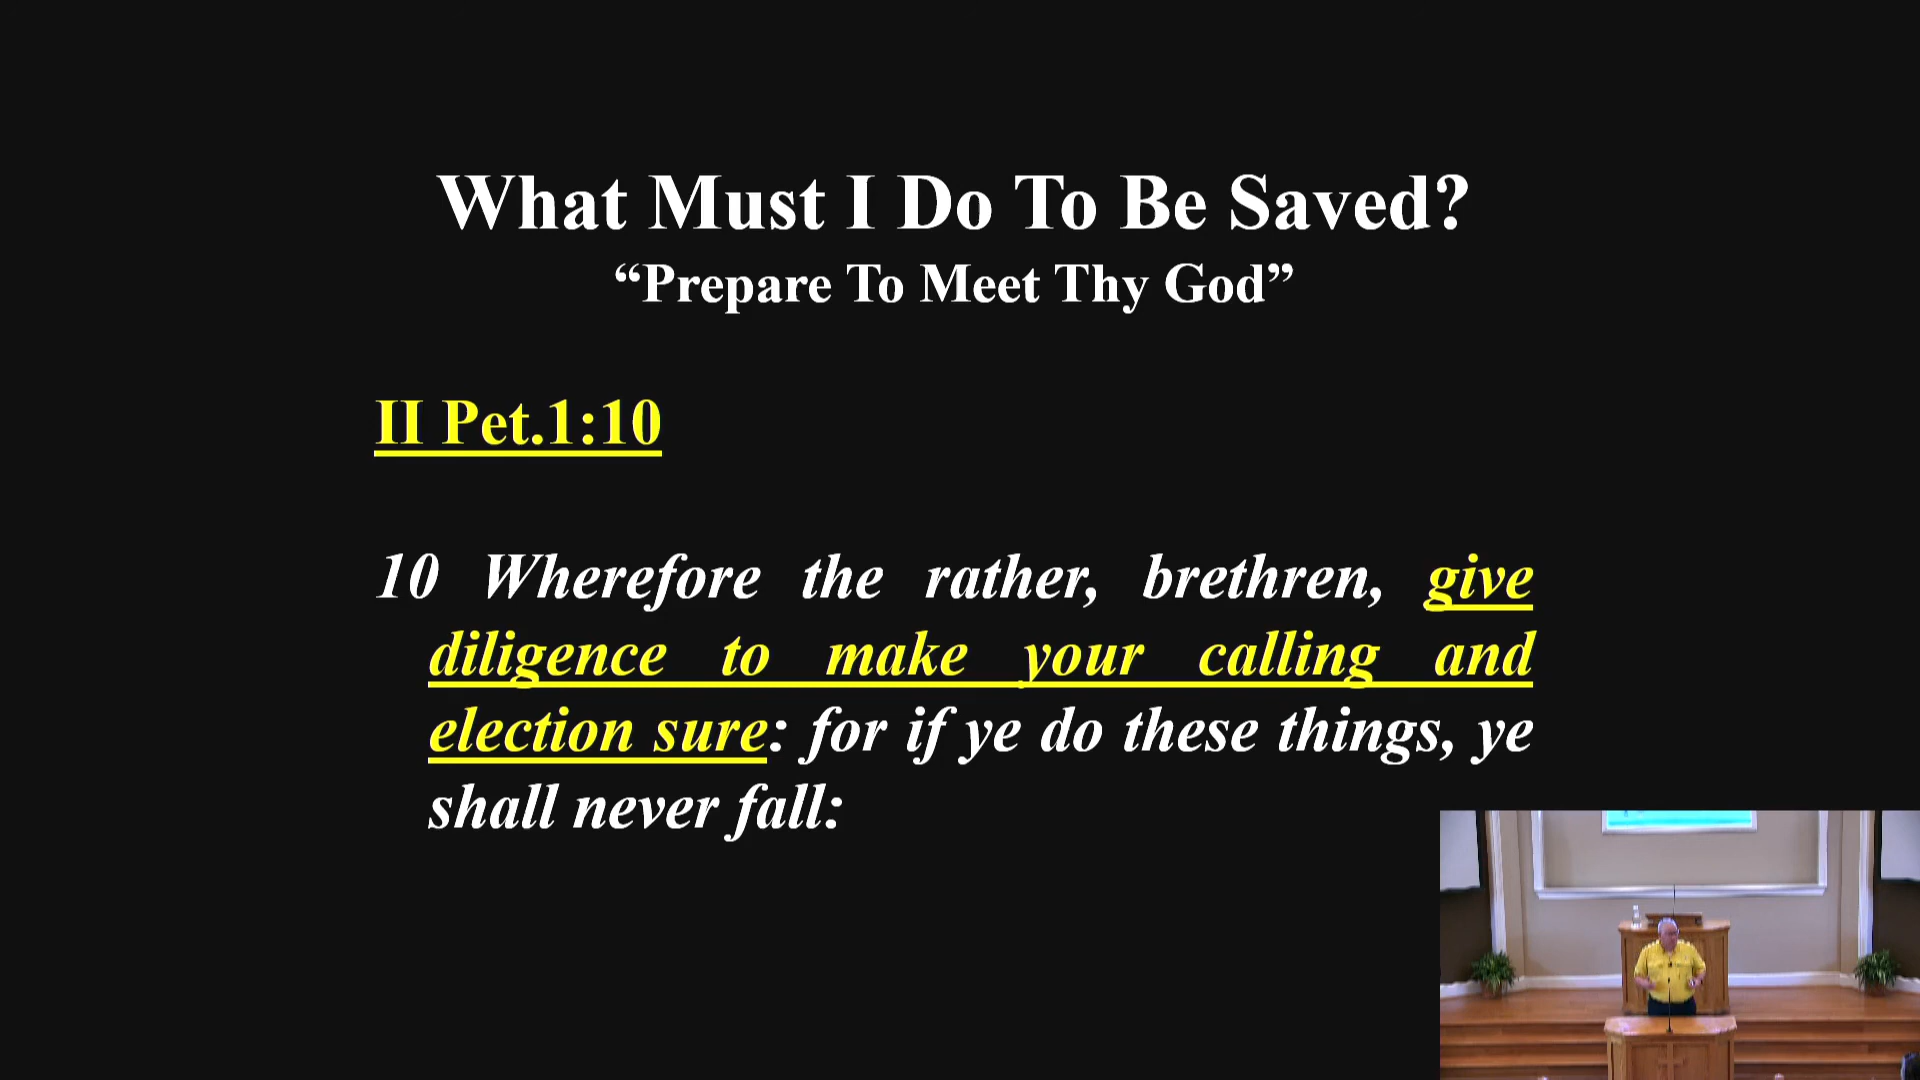 What Must I Do To Be Saved?
“Prepare To Meet Thy God”
II Pet.1:10
10 Wherefore the rather, brethren, give
diligence to make your calling and
election sure: for if ye do these things, ye
shall never fall: